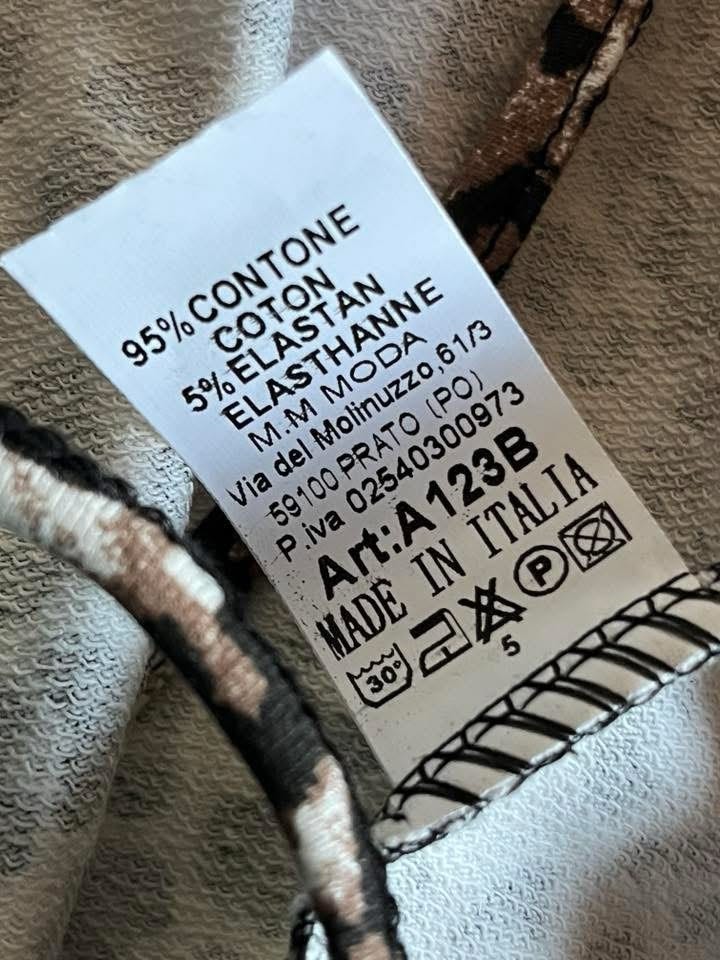 95% CONTONE
COTON
5% ELASTAN
ELASTHANNE
M.M MODA
Via del Molinuzzo,61/3
59100 PRATO (PO)
P.iva 02540300973
Art:A123B
MADE IN ITALIA
30° P
5